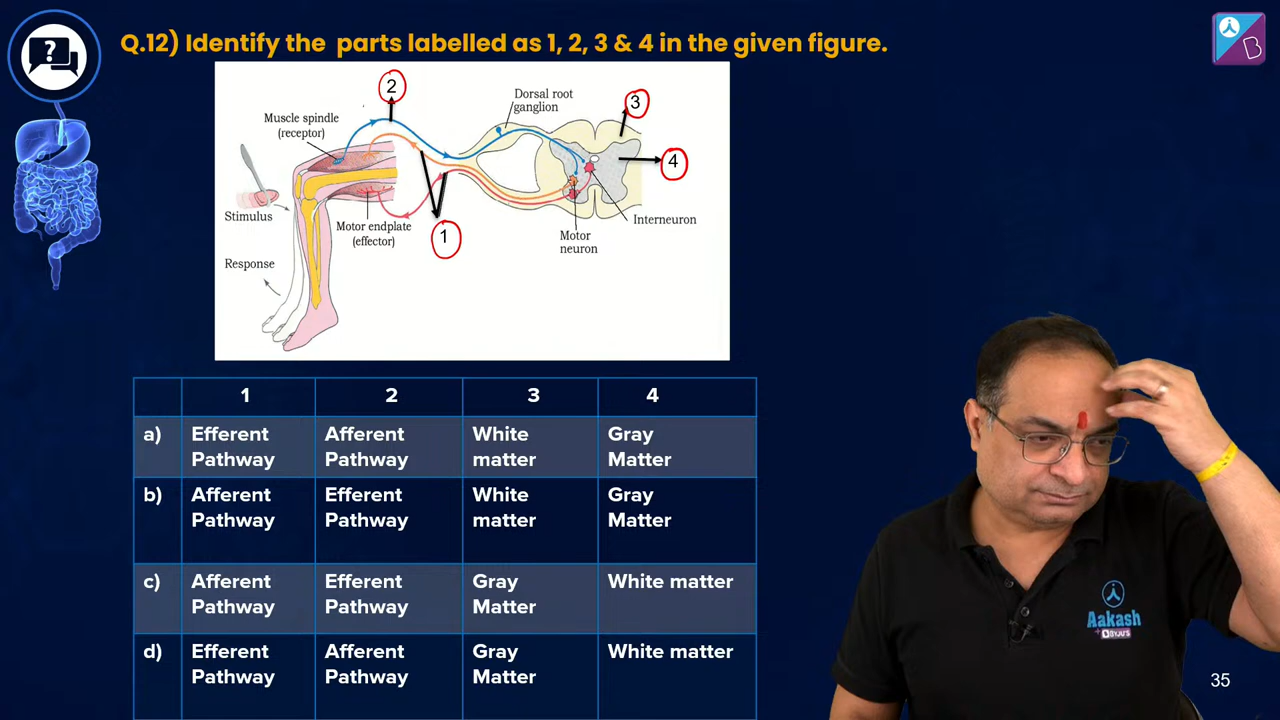 Q.12) Identify the parts labelled as 1, 2, 3 & 4 in the given figure.
?
B
2
Dorsal root
ganglion
3
Muscle spindle
(receptor)
4
Stimulus
Motor endplate
(effector)
1
Interneuron
Motor
neuron
Response
1 2 3 4
a) Efferent Pathway Afferent Pathway White matter Gray Matter
b) Afferent Pathway Efferent Pathway White matter Gray Matter
c) Afferent Pathway Efferent Pathway Gray Matter White matter
d) Efferent Pathway Afferent Pathway Gray Matter White matter
Aakash
+ BYJU'S
35